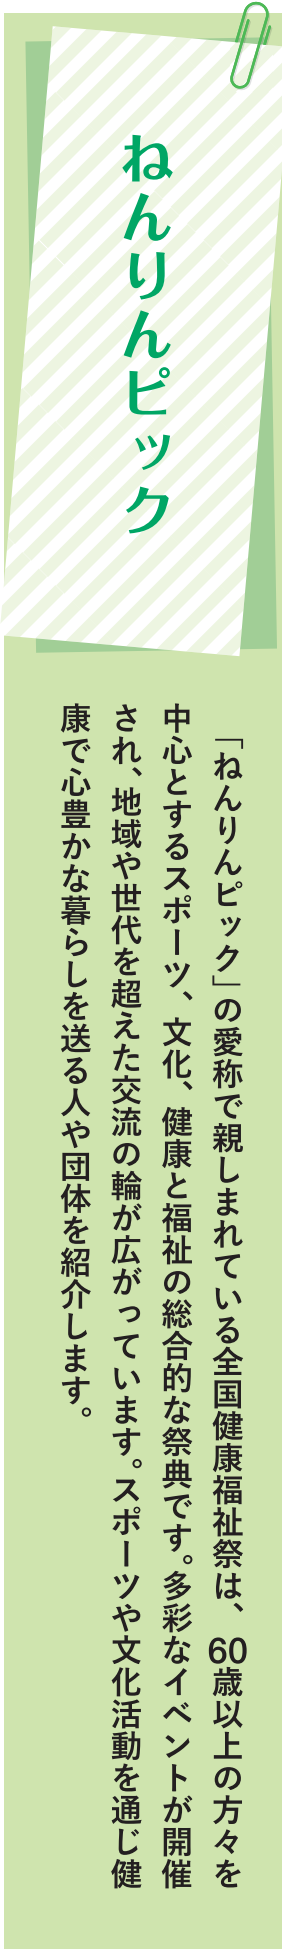 ねんりんピック
「ねんりんピック」の愛称で親しまれている全国健康福祉祭は、60歳以上の方々を
中心とするスポーツ、文化、健康と福祉の総合的な祭典です。多彩なイベントが開催
され、地域や世代を超えた交流の輪が広がっています。スポーツや文化活動を通じ健
康で心豊かな暮らしを送る人や団体を紹介します。